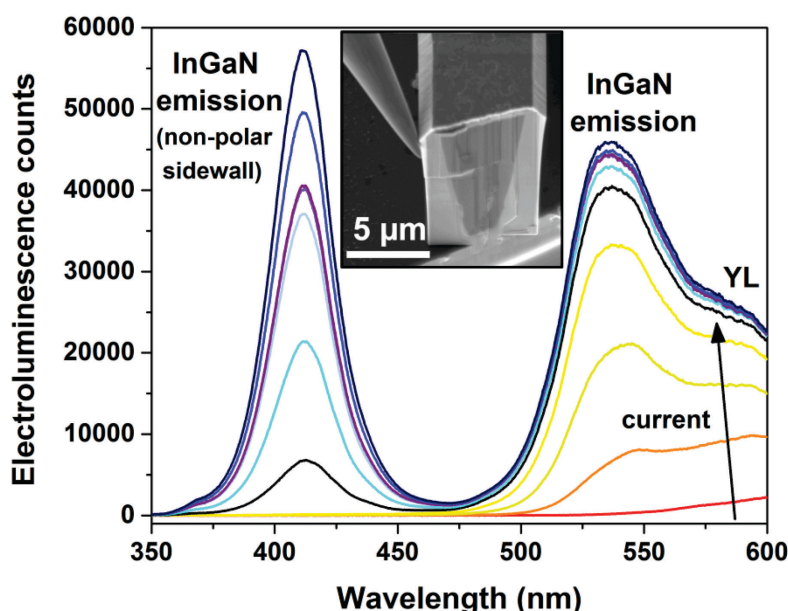 60000
50000
40000
30000
20000
10000
0
Electroluminescence counts
InGaN
emission
(non-polar
sidewall)
5 µm
InGaN
emission
YL
current
350
400
450
500
550
600
Wavelength (nm)